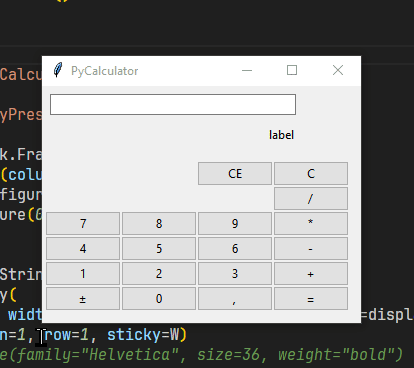 ()
Calcu
PyCalculator
yPres
label
k.Fra
(colu
CE C
figur
/
ure(0
7 8 9 *
4 5 6 -
Strin
1 2 3 +
y(
± 0 , =
widt =displ
n=1, row=1, sticky=W)
e(family="Helvetica", size=36, weight="bold")